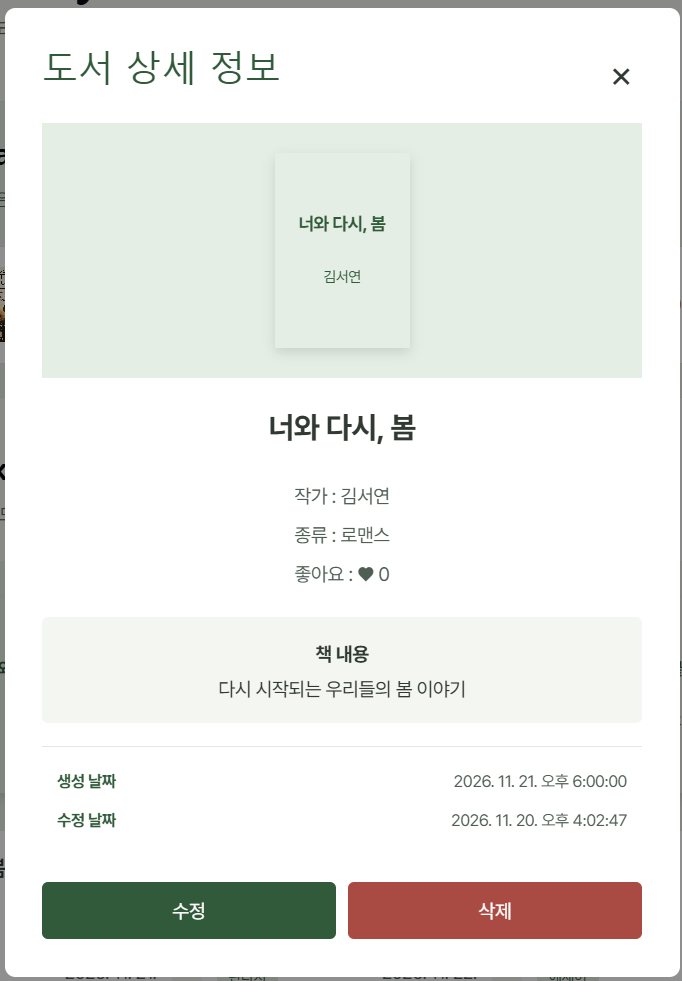 도서 상세 정보
✕
너와 다시, 봄
김서연
너와 다시, 봄
작가 : 김서연
종류 : 로맨스
좋아요 : ♥ 0
책 내용
다시 시작되는 우리들의 봄 이야기
생성 날짜 2026. 11. 21. 오후 6:00:00
수정 날짜 2026. 11. 20. 오후 4:02:47
수정 삭제